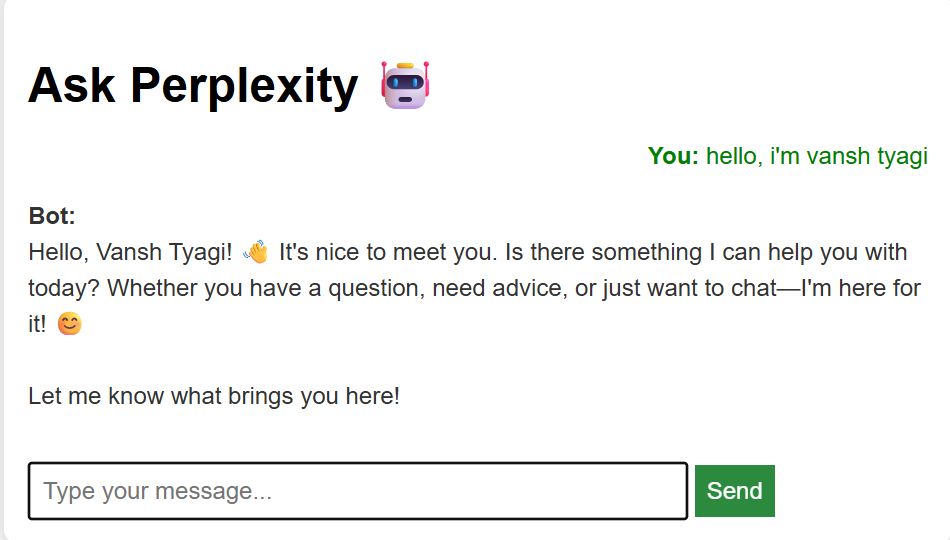 Ask Perplexity 🤖
You: hello, i'm vansh tyagi
Bot:
Hello, Vansh Tyagi! 👋 It's nice to meet you. Is there something I can help you with
today? Whether you have a question, need advice, or just want to chat—I'm here for
it! 😊
Let me know what brings you here!
Type your message... Send